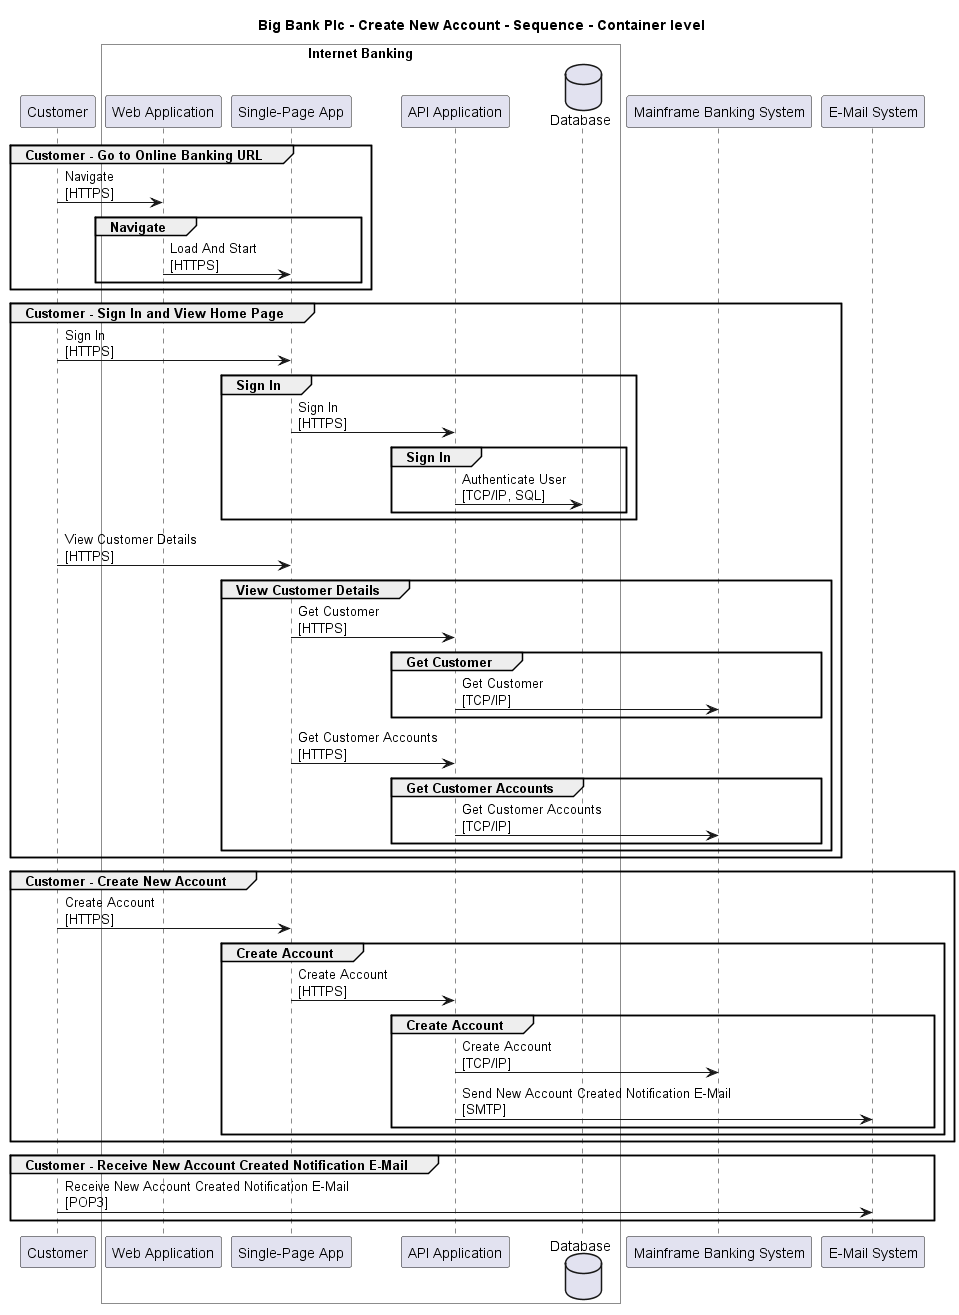 Big Bank Plc - Create New Account - Sequence - Container level
Internet Banking
Customer
Web Application
Single-Page App
API Application
Database
Mainframe Banking System
E-Mail System
Customer - Go to Online Banking URL
Navigate
[HTTPS]
Navigate
Load And Start
[HTTPS]
Customer - Sign In and View Home Page
Sign In
[HTTPS]
Sign In
Sign In
[HTTPS]
Sign In
Authenticate User
[TCP/IP, SQL]
View Customer Details
[HTTPS]
View Customer Details
Get Customer
[HTTPS]
Get Customer
Get Customer
[TCP/IP]
Get Customer Accounts
[HTTPS]
Get Customer Accounts
Get Customer Accounts
[TCP/IP]
Customer - Create New Account
Create Account
[HTTPS]
Create Account
Create Account
[HTTPS]
Create Account
Create Account
[TCP/IP]
Send New Account Created Notification E-Mail
[SMTP]
Customer - Receive New Account Created Notification E-Mail
Receive New Account Created Notification E-Mail
[POP3]
Customer
Web Application
Single-Page App
API Application
Database
Mainframe Banking System
E-Mail System